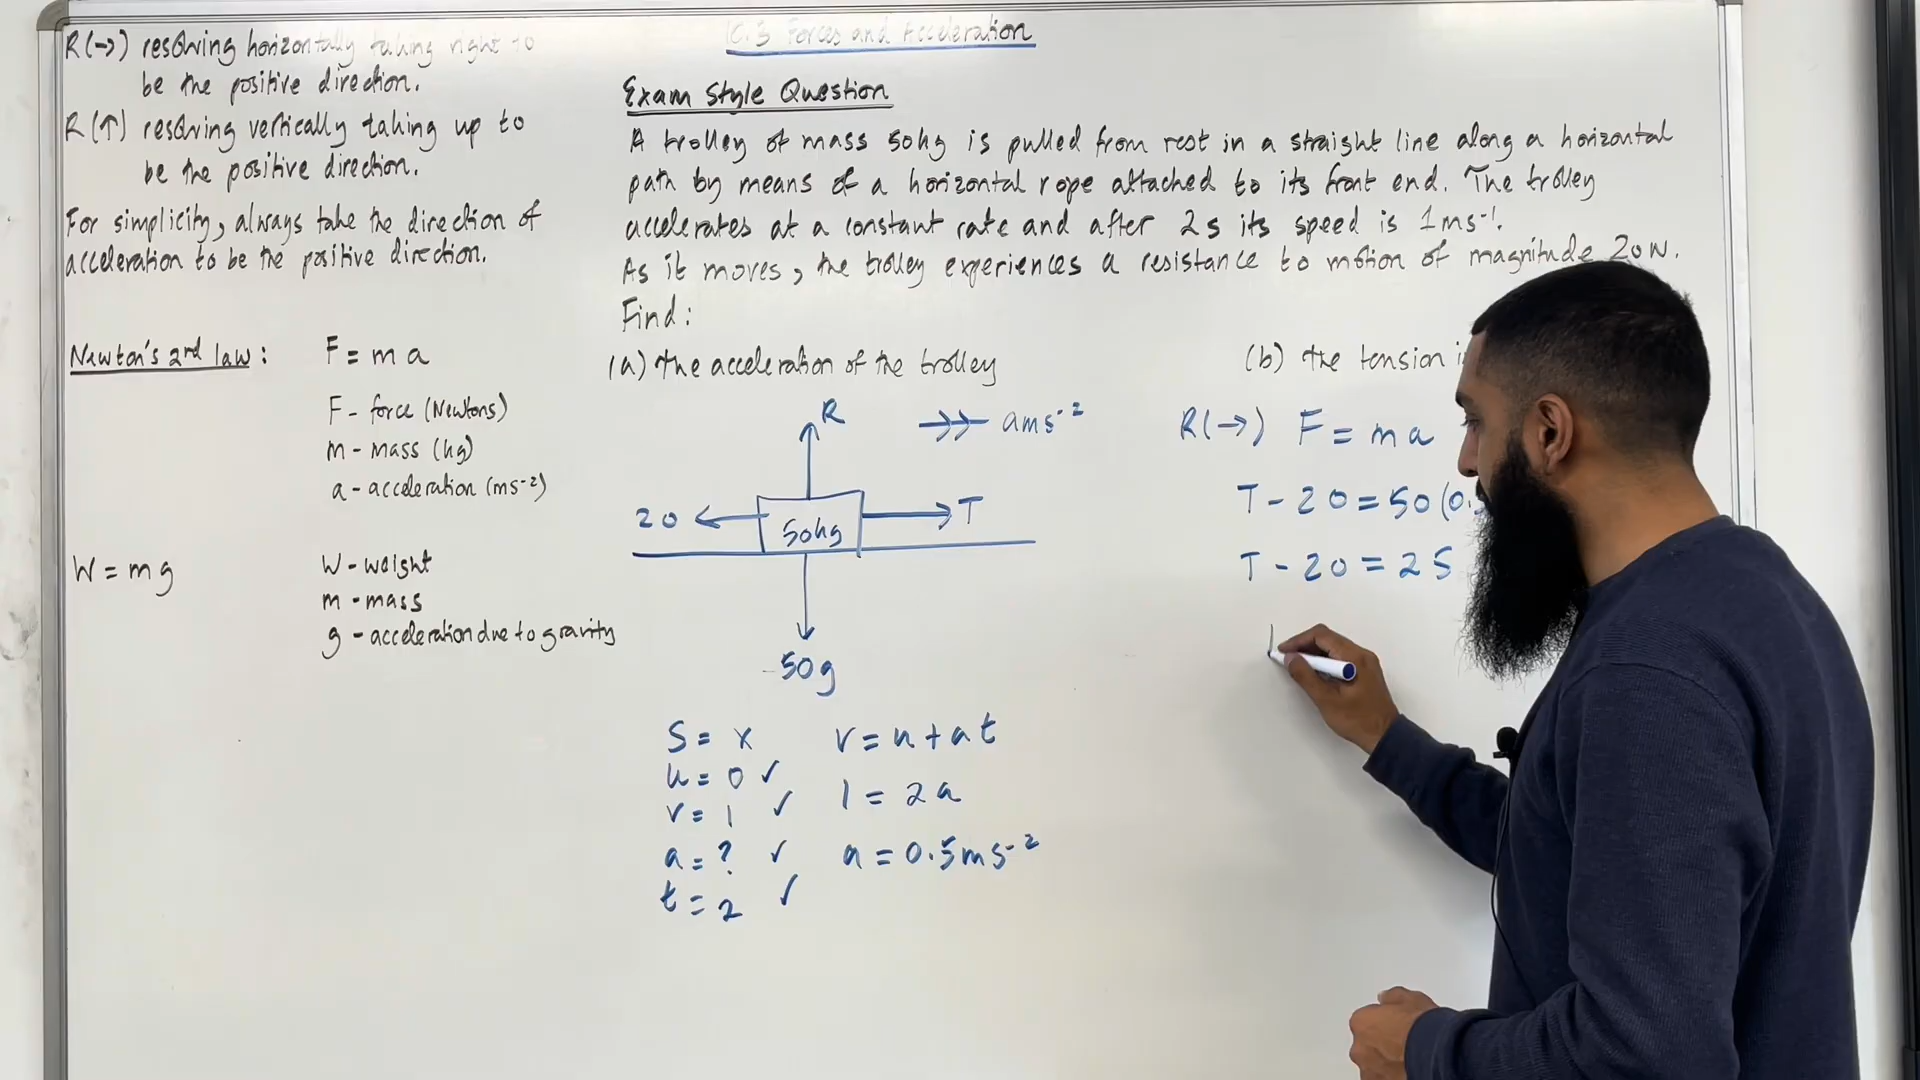 R(→) resolving horizontally taking right to
be the positive direction.
R(↑) resolving vertically taking up to
be the positive direction.
For simplicity, always take the direction of
acceleration to be the positive direction.
Newton's 2nd law: F = ma
F - force (Newtons)
m - mass (kg)
a - acceleration (ms⁻²)
W = mg
W - weight
m - mass
g - acceleration due to gravity
Forces and Acceleration
Exam Style Question
A trolley of mass 50kg is pulled from rest in a straight line along a horizontal
path by means of a horizontal rope attached to its front end. The trolley
accelerates at a constant rate and after 2s its speed is 1ms⁻¹.
As it moves, the trolley experiences a resistance to motion of magnitude 20N.
Find:
(a) the acceleration of the trolley
R
ams⁻²
20
50kg
T
50g
S = x
u = 0 ✓
v = 1 ✓
a = ? ✓
t = 2 ✓
v = u + at
1 = 2a
a = 0.5ms⁻²
(b) the tension
R(→) F = ma
T - 20 = 50(0.
T - 20 = 25